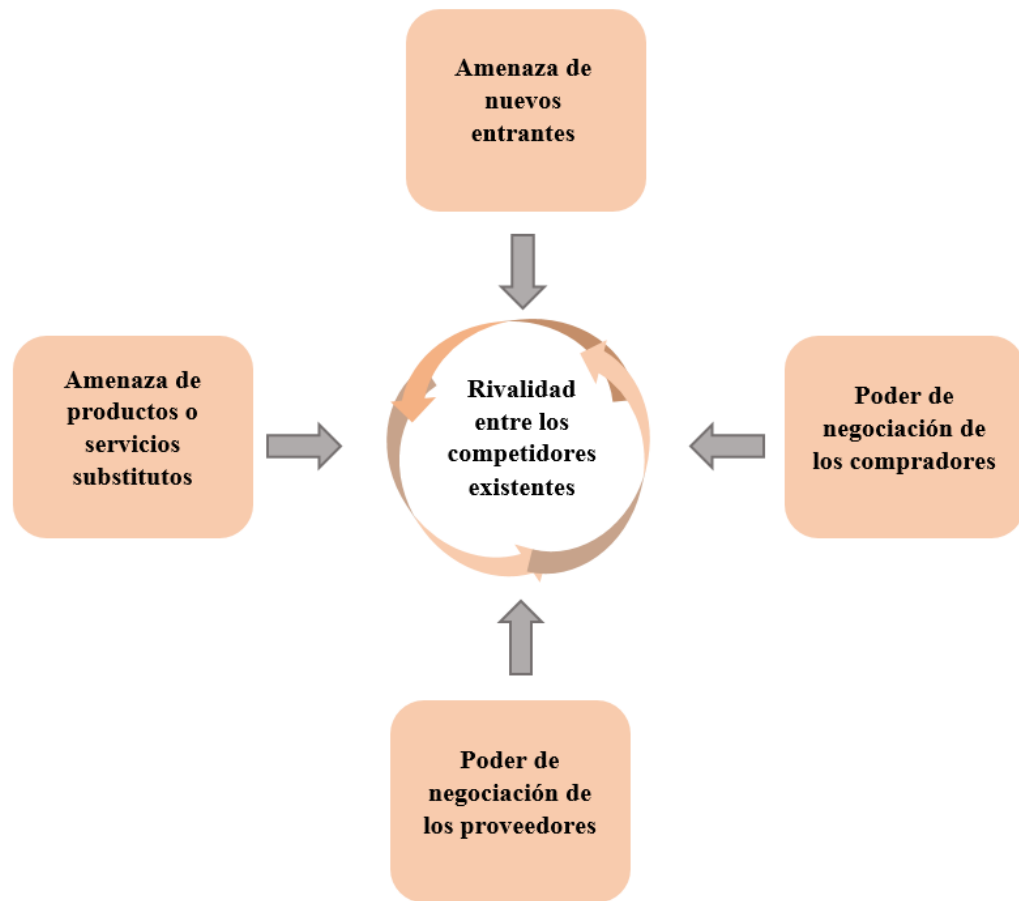 Amenaza de
nuevos
entrantes
Amenaza de
productos o
servicios
substitutos
Rivalidad
entre los
competidores
existentes
Poder de
negociación de
los compradores
Poder de
negociación de
los proveedores